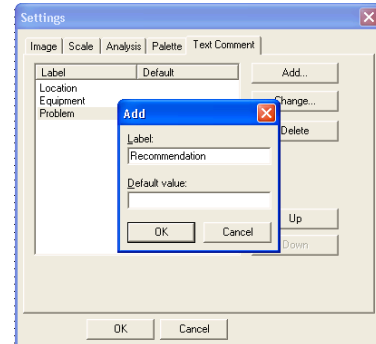 Settings
Image Scale Analysis Palette Text Comment
Label Default
Location
Equipment
Problem
Add...
Change...
Delete
Up
Down
Add
Label:
Recommendation
Default value:
OK Cancel
OK Cancel